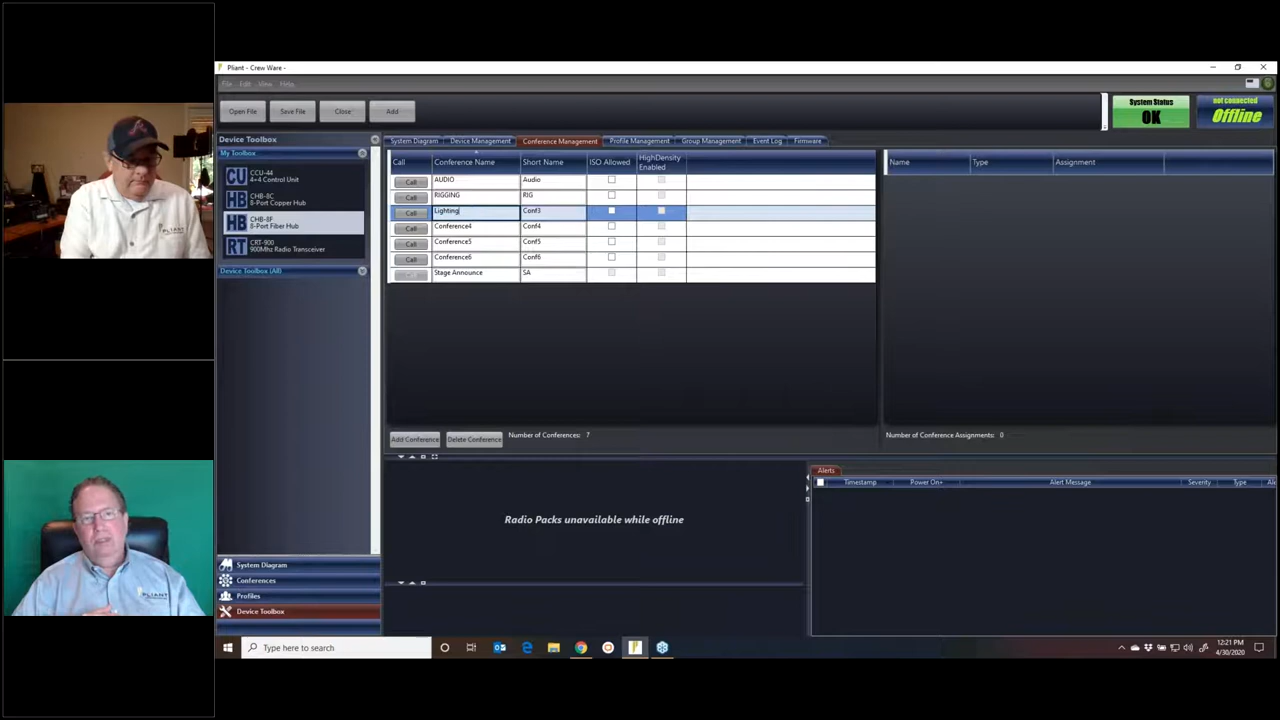 Pliant - Crew Ware -
File Edit View Help
Open File Save File Close Add
System Status OK
not connected Offline
Device Toolbox
My Toolbox
CU CCU-44 4+4 Control Unit
HB CHB-8C 8-Port Copper Hub
HB CHB-8F 8-Port Fiber Hub
RT CRT-900 900Mhz Radio Transceiver
Device Toolbox (All)
System Diagram Device Management Conference Management Profile Management Group Management Event Log Firmware
Call Conference Name Short Name ISO Allowed HighDensity Enabled
Call AUDIO Audio
Call RIGGING RIG
Call Lighting Conf3
Call Conference4 Conf4
Call Conference5 Conf5
Call Conference6 Conf6
Stage Announce SA
Name Type Assignment
Add Conference Delete Conference Number of Conferences: 7
Number of Conference Assignments: 0
Radio Packs unavailable while offline
Alerts
Timestamp Power On+ Alert Message Severity Type Al
System Diagram
Conferences
Profiles
Device Toolbox
Type here to search
12:21 PM
4/30/2020
PLIANT